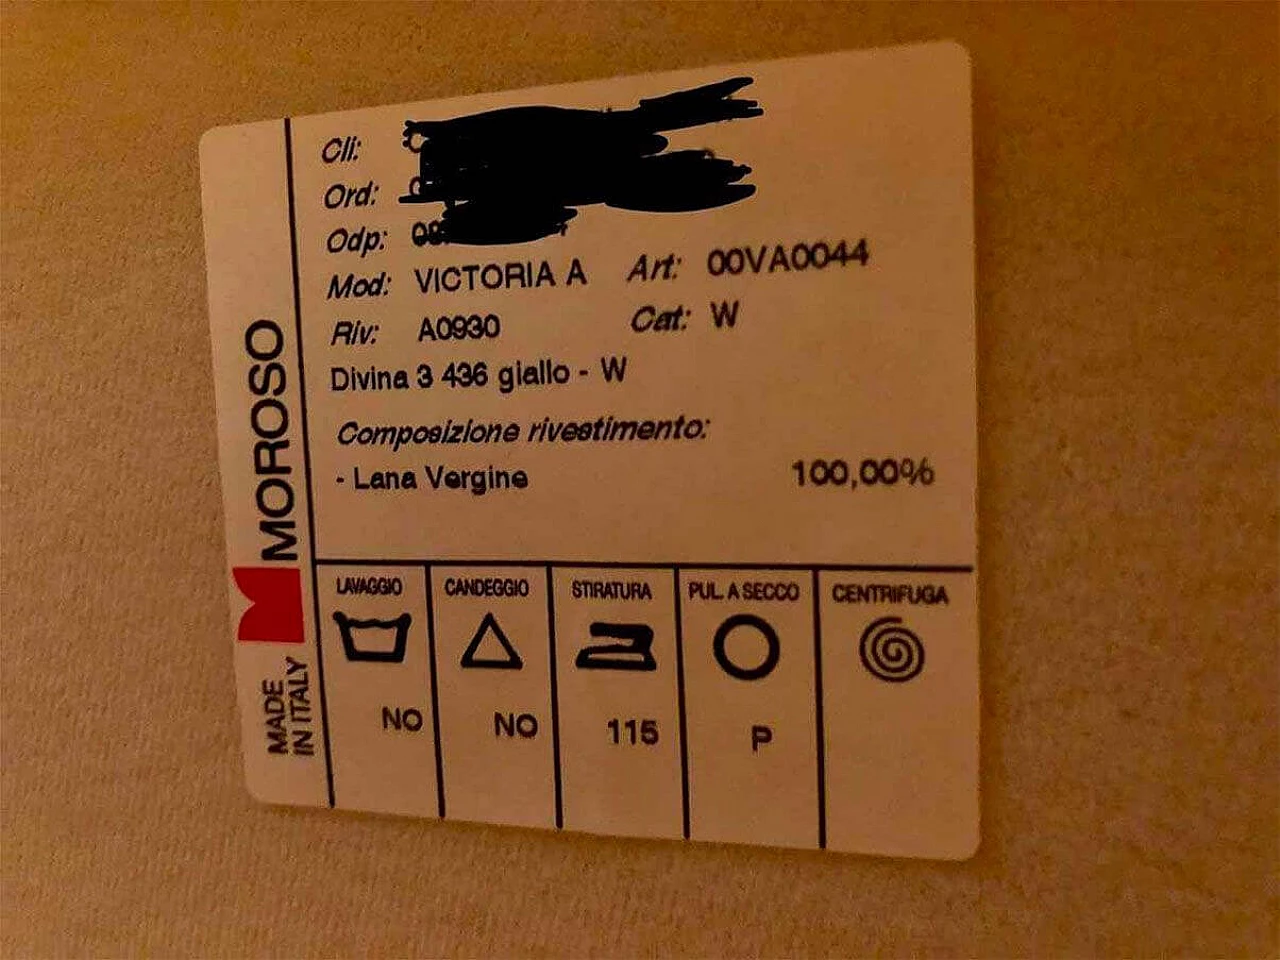 Cli:
Ord:
Odp:
Mod: VICTORIA A Art: 00VA0044
Riv: A0930 Cat: W
Divina 3 436 giallo - W
Composizione rivestimento:
- Lana Vergine 100,00%
MOROSO
MADE
IN ITALY
LAVAGGIO CANDEGGIO STIRATURA PUL. A SECCO CENTRIFUGA
NO NO 115 P